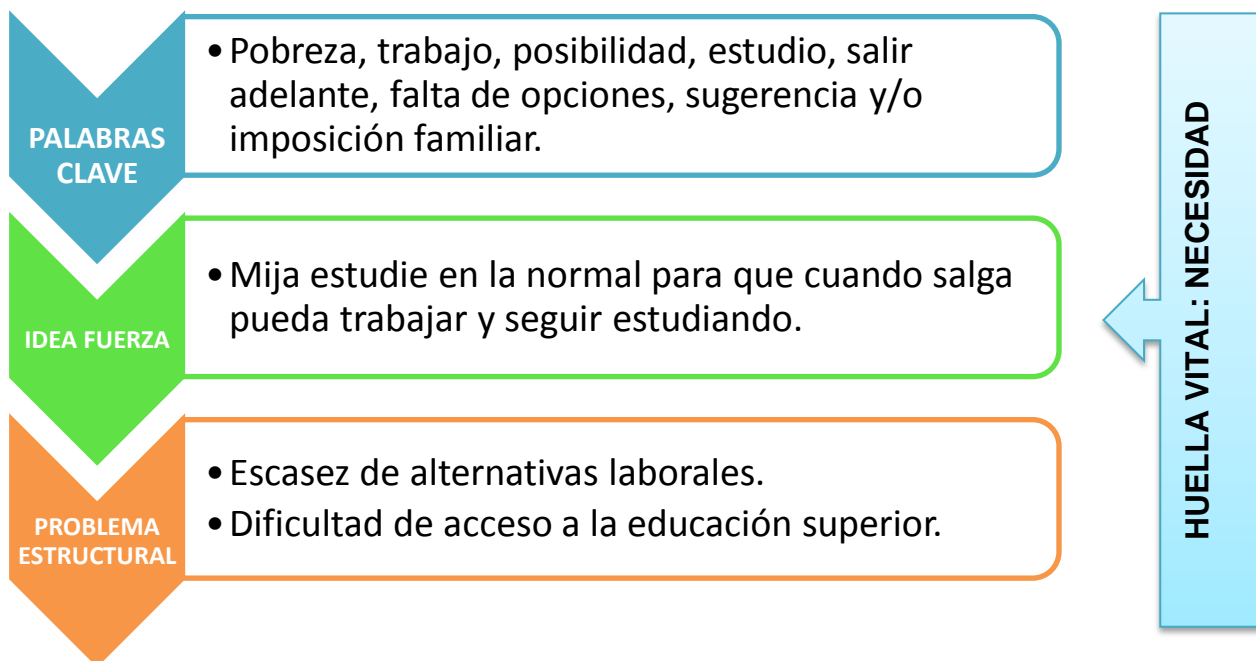 PALABRAS
CLAVE
• Pobreza, trabajo, posibilidad, estudio, salir
adelante, falta de opciones, sugerencia y/o
imposición familiar.
IDEA FUERZA
• Mija estudie en la normal para que cuando salga
pueda trabajar y seguir estudiando.
PROBLEMA
ESTRUCTURAL
• Escasez de alternativas laborales.
• Dificultad de acceso a la educación superior.
HUELLA VITAL: NECESIDAD